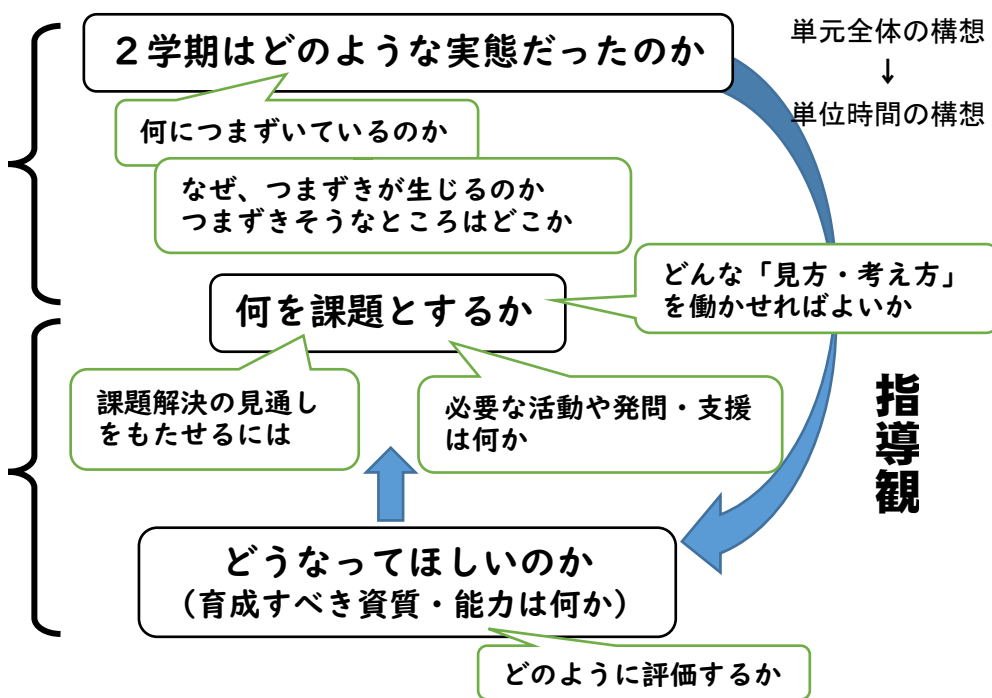 ２学期はどのような実態だったのか
単元全体の構想
↓
単位時間の構想
何につまずいているのか
なぜ、つまずきが生じるのか
つまずきそうなところはどこか
どんな「見方・考え方」
を働かせればよいか
何を課題とするか
課題解決の見通し
をもたせるには
必要な活動や発問・支援
は何か
指導観
どうなってほしいのか
（育成すべき資質・能力は何か）
どのように評価するか